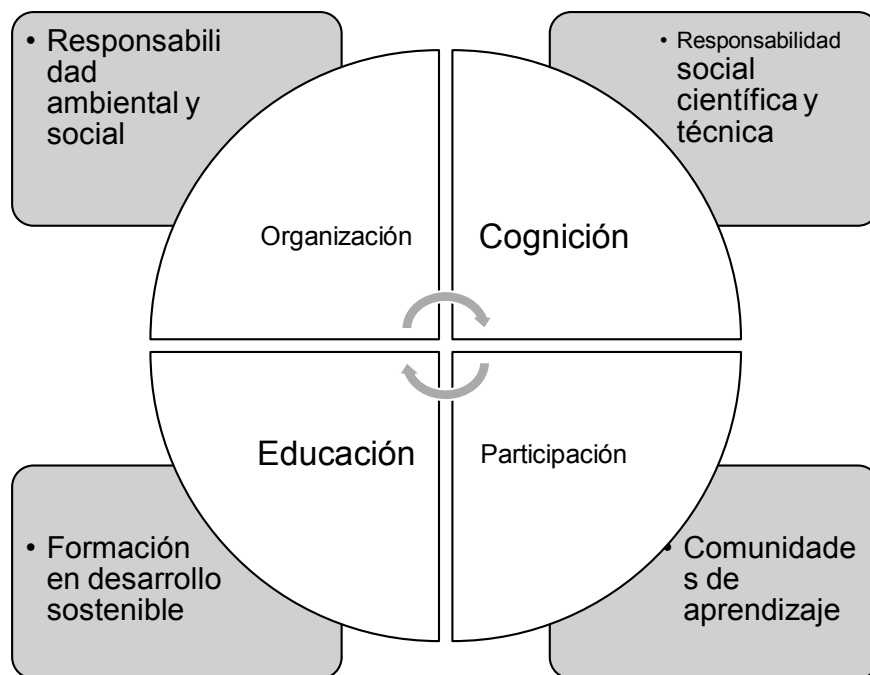 • Responsabili
dad
ambiental y
social
• Responsabilidad
social
científica y
técnica
Organización
Cognición
Educación
Participación
• Formación
en desarrollo
sostenible
• Comunidade
s de
aprendizaje